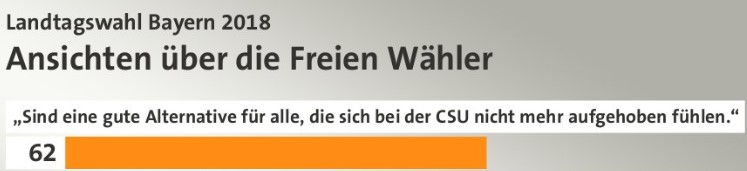 Landtagswahl Bayern 2018
Ansichten über die Freien Wähler
„Sind eine gute Alternative für alle, die sich bei der CSU nicht mehr aufgehoben fühlen.“
62